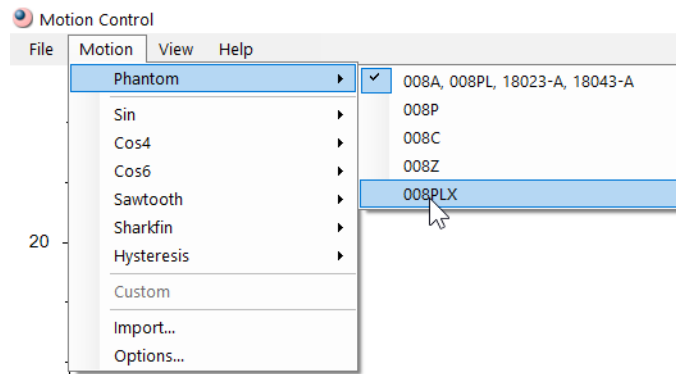 Motion Control
File Motion View Help
Phantom
008A, 008PL, 18023-A, 18043-A
008P
Sin
008C
Cos4
008Z
Cos6
008PLX
Sawtooth
Sharkfin
20
Hysteresis
Custom
Import...
Options...